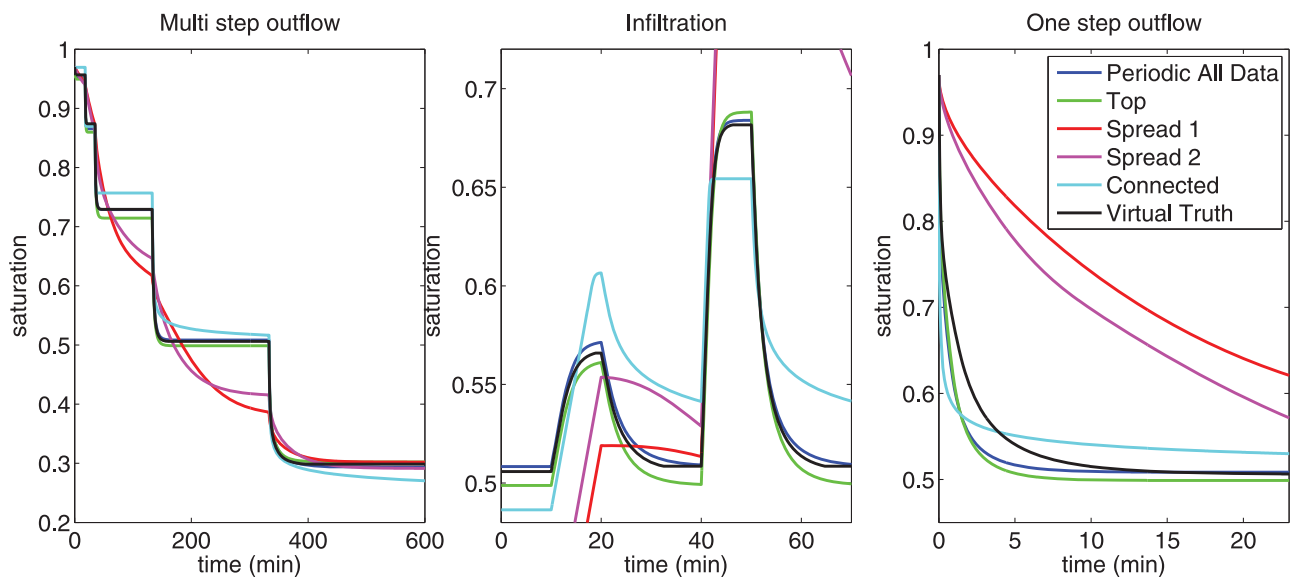 Multi step outflow
1
0.9
0.8
0.7
0.6
0.5
0.4
0.3
0.2
saturation
0
200
400
600
time (min)
Infiltration
0.7
0.65
0.6
0.55
0.5
saturation
0
20
40
60
time (min)
One step outflow
1
0.9
0.8
0.7
0.6
0.5
saturation
0
5
10
15
20
time (min)
Periodic All Data
Top
Spread 1
Spread 2
Connected
Virtual Truth